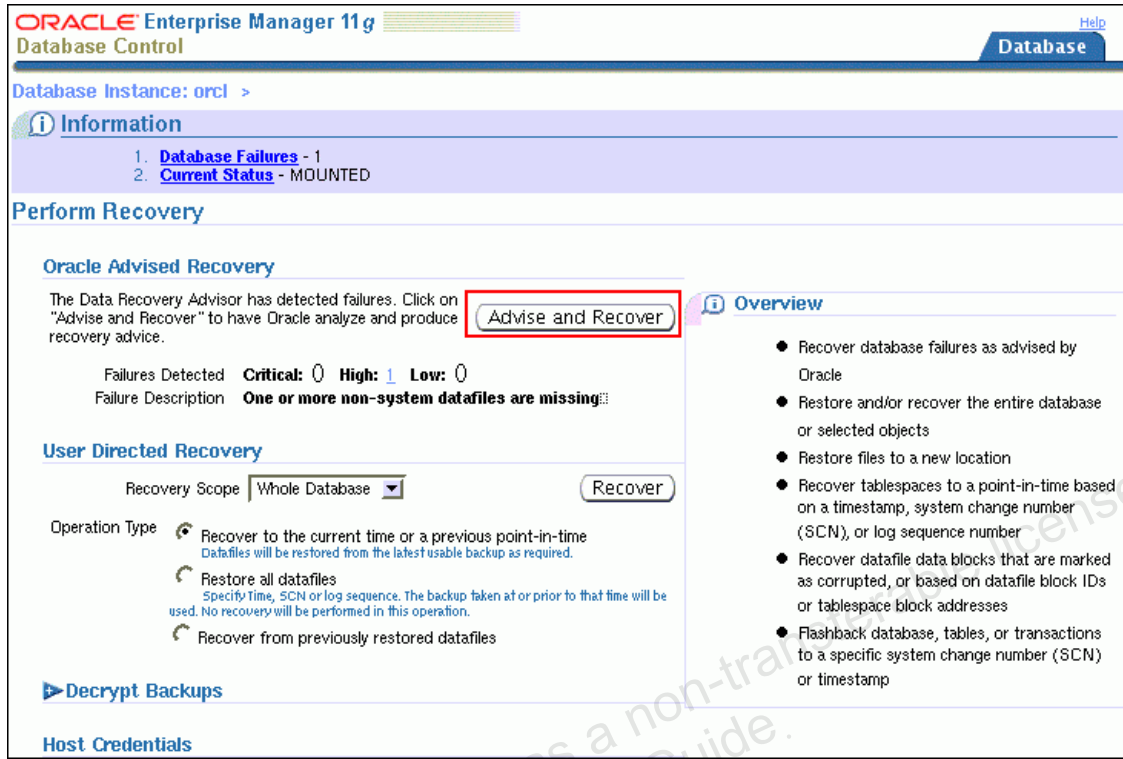 ORACLE Enterprise Manager 11g
Database Control
Help
Database
Database Instance: orcl >
Information
1. Database Failures - 1
2. Current Status - MOUNTED
Perform Recovery
Oracle Advised Recovery
The Data Recovery Advisor has detected failures. Click on
"Advise and Recover" to have Oracle analyze and produce
recovery advice.
Advise and Recover
Failures Detected Critical: 0 High: 1 Low: 0
Failure Description One or more non-system datafiles are missing
User Directed Recovery
Recovery Scope Whole Database
Recover
Operation Type Recover to the current time or a previous point-in-time
Datafiles will be restored from the latest usable backup as required.
Restore all datafiles
Specify Time, SCN or log sequence. The backup taken at or prior to that time will be
used. No recovery will be performed in this operation.
Recover from previously restored datafiles
Decrypt Backups
Host Credentials
Overview
Recover database failures as advised by
Oracle
Restore and/or recover the entire database
or selected objects
Restore files to a new location
Recover tablespaces to a point-in-time based
on a timestamp, system change number
(SCN), or log sequence number
Recover datafile data blocks that are marked
as corrupted, or based on datafile block IDs
or tablespace block addresses
Flashback database, tables, or transactions
to a specific system change number (SCN)
or timestamp
a non-transferable license